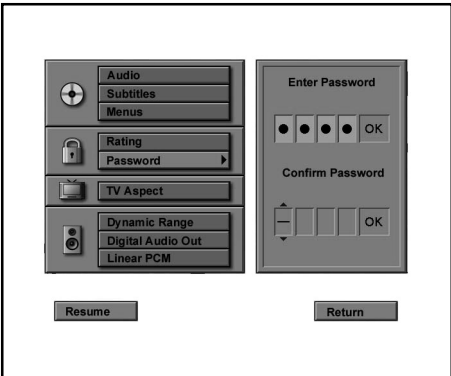 Audio
Subtitles
Menus
Rating
Password
TV Aspect
Dynamic Range
Digital Audio Out
Linear PCM
Enter Password
OK
Confirm Password
OK
Resume
Return